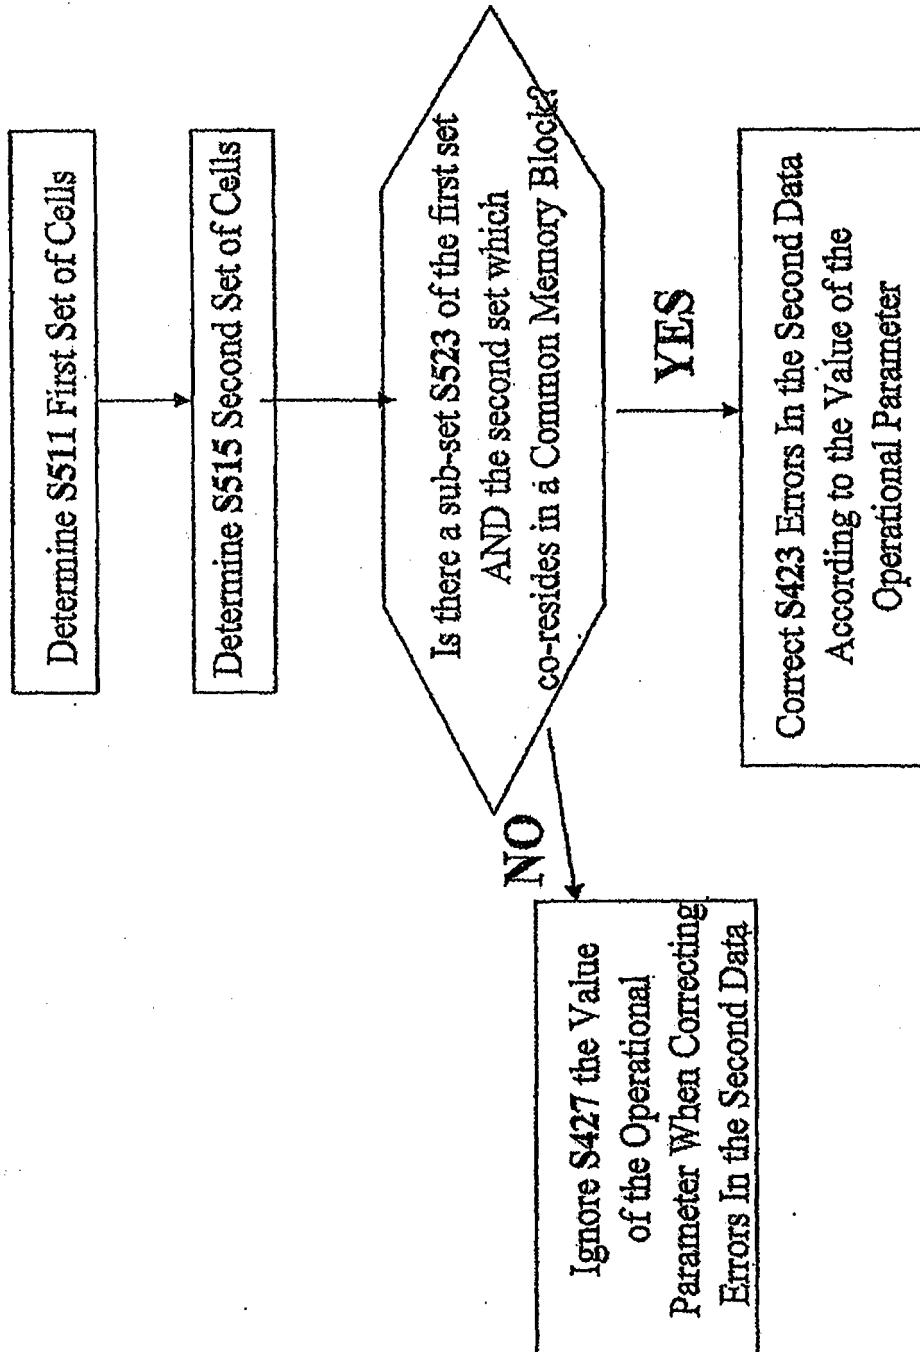 Determine S511 First Set of Cells
Determine S515 Second Set of Cells
Is there a sub-set S523 of the first set
AND the second set which
co-resides in a Common Memory Block?
YES
NO
Correct S423 Errors In the Second Data
According to the Value of the
Operational Parameter
Ignore S427 the Value
of the Operational
Parameter When Correcting
Errors In the Second Data